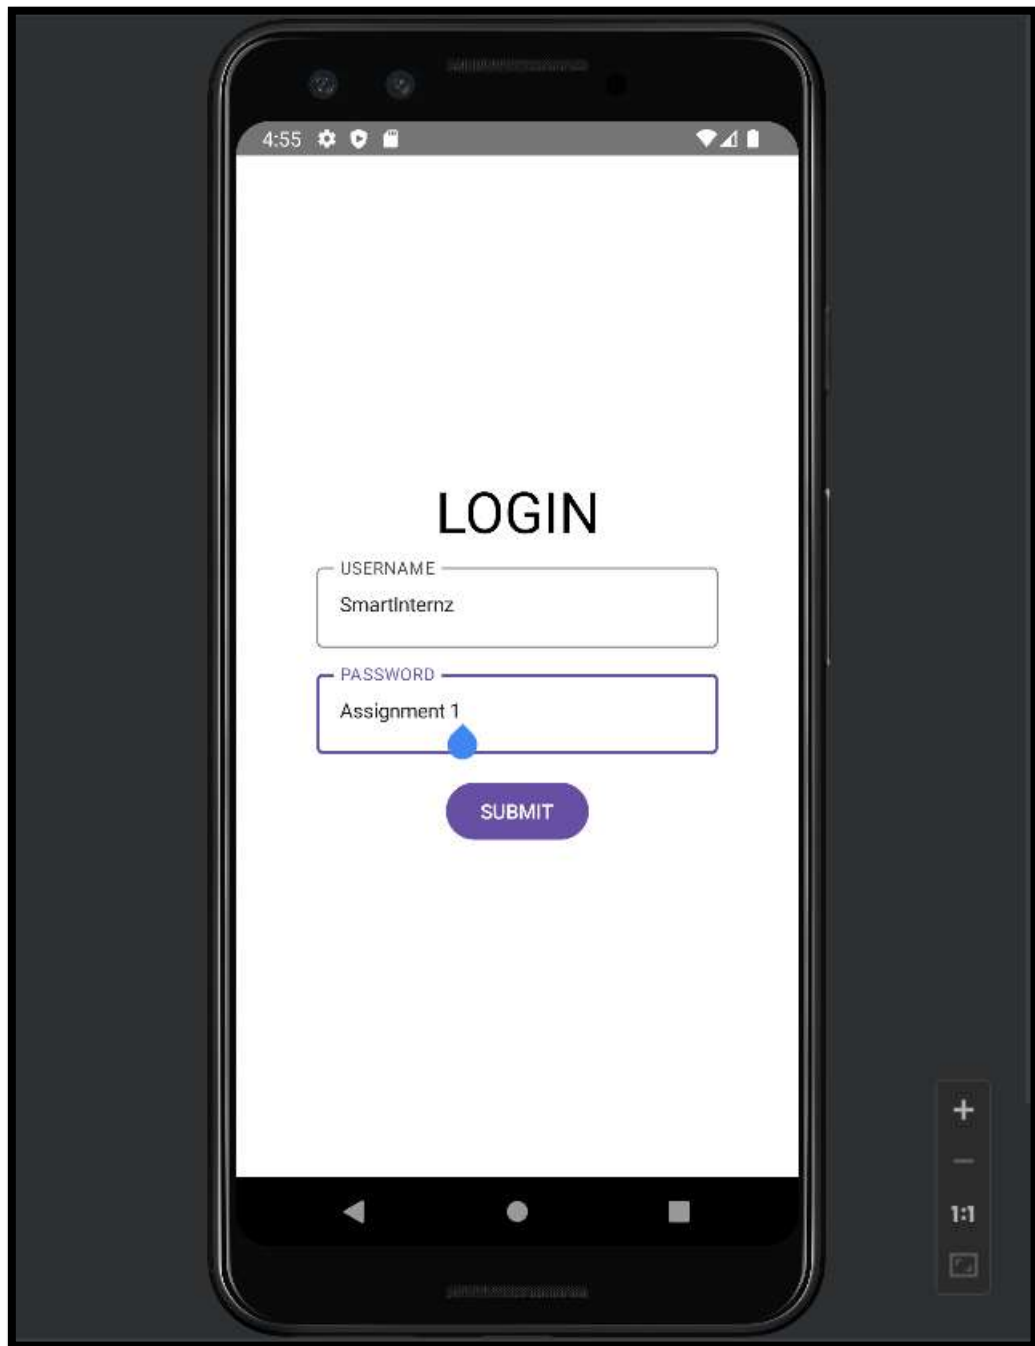 4:55
LOGIN
USERNAME
SmartInternz
PASSWORD
Assignment 1
SUBMIT
1:1